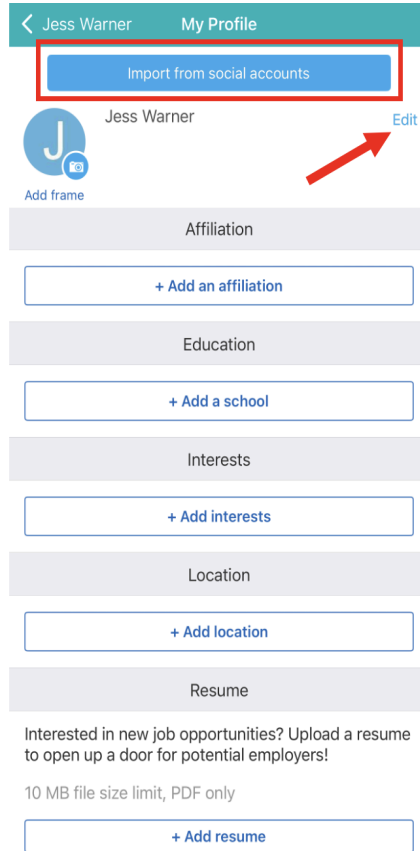 Jess Warner My Profile
Import from social accounts
Jess Warner Edit
J
Add frame
Affiliation
+ Add an affiliation
Education
+ Add a school
Interests
+ Add interests
Location
+ Add location
Resume
Interested in new job opportunities? Upload a resume
to open up a door for potential employers!
10 MB file size limit, PDF only
+ Add resume